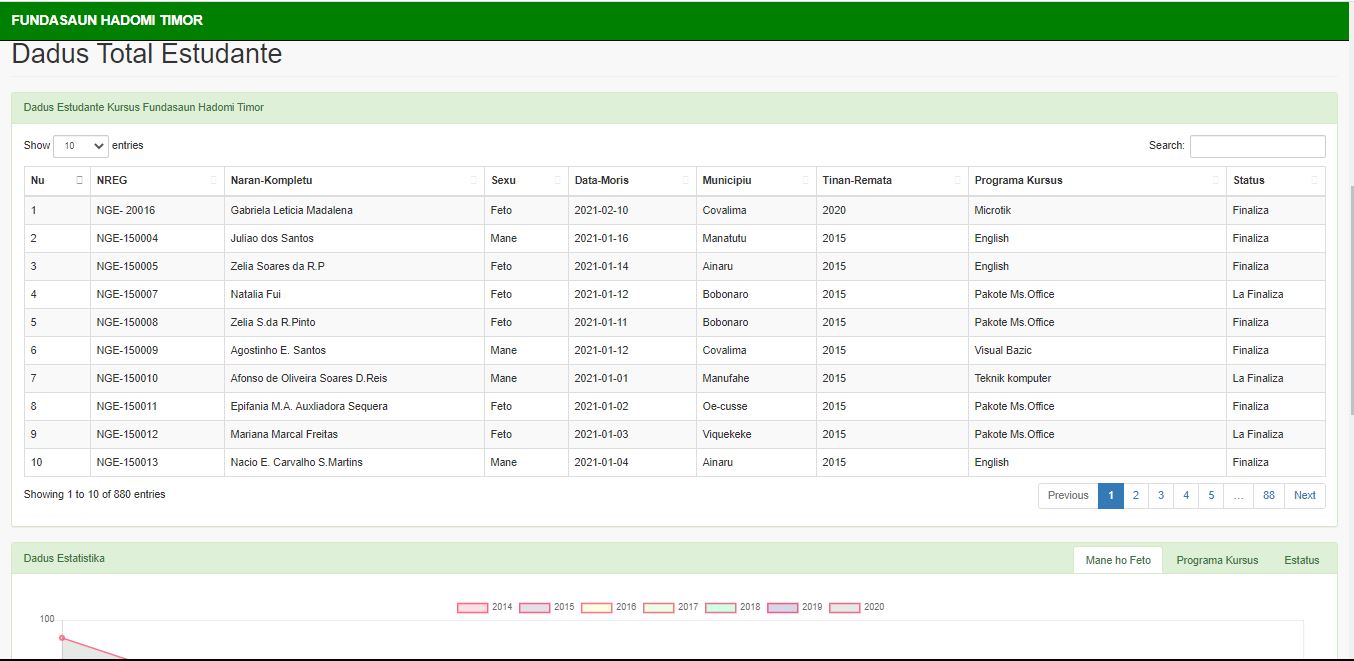 FUNDASAUN HADOMI TIMOR
Dadus Total Estudante
Dadus Estudante Kursus Fundasaun Hadomi Timor
Show 10 entries Search:
Nu NREG Naran-Kompletu Sexu Data-Moris Municipiu Tinan-Remata Programa Kursus Status
1 NGE- 20016 Gabriela Leticia Madalena Feto 2021-02-10 Covalima 2020 Microtik Finaliza
2 NGE-150004 Juliao dos Santos Mane 2021-01-16 Manatutu 2015 English Finaliza
3 NGE-150005 Zelia Soares da R.P Feto 2021-01-14 Ainaru 2015 English Finaliza
4 NGE-150007 Natalia Fui Feto 2021-01-12 Bobonaro 2015 Pakote Ms.Office La Finaliza
5 NGE-150008 Zelia S.da R.Pinto Feto 2021-01-11 Bobonaro 2015 Pakote Ms.Office Finaliza
6 NGE-150009 Agostinho E. Santos Mane 2021-01-12 Covalima 2015 Visual Bazic Finaliza
7 NGE-150010 Afonso de Oliveira Soares D.Reis Mane 2021-01-01 Manufahe 2015 Teknik komputer La Finaliza
8 NGE-150011 Epifania M.A. Auxliadora Sequera Feto 2021-01-02 Oe-cusse 2015 Pakote Ms.Office Finaliza
9 NGE-150012 Mariana Marcal Freitas Feto 2021-01-03 Viquekeke 2015 Pakote Ms.Office La Finaliza
10 NGE-150013 Nacio E. Carvalho S.Martins Mane 2021-01-04 Ainaru 2015 English Finaliza
Showing 1 to 10 of 880 entries Previous 1 2 3 4 5 … 88 Next
Dadus Estatistika Mane ho Feto Programa Kursus Estatus
2014 2015 2016 2017 2018 2019 2020
100